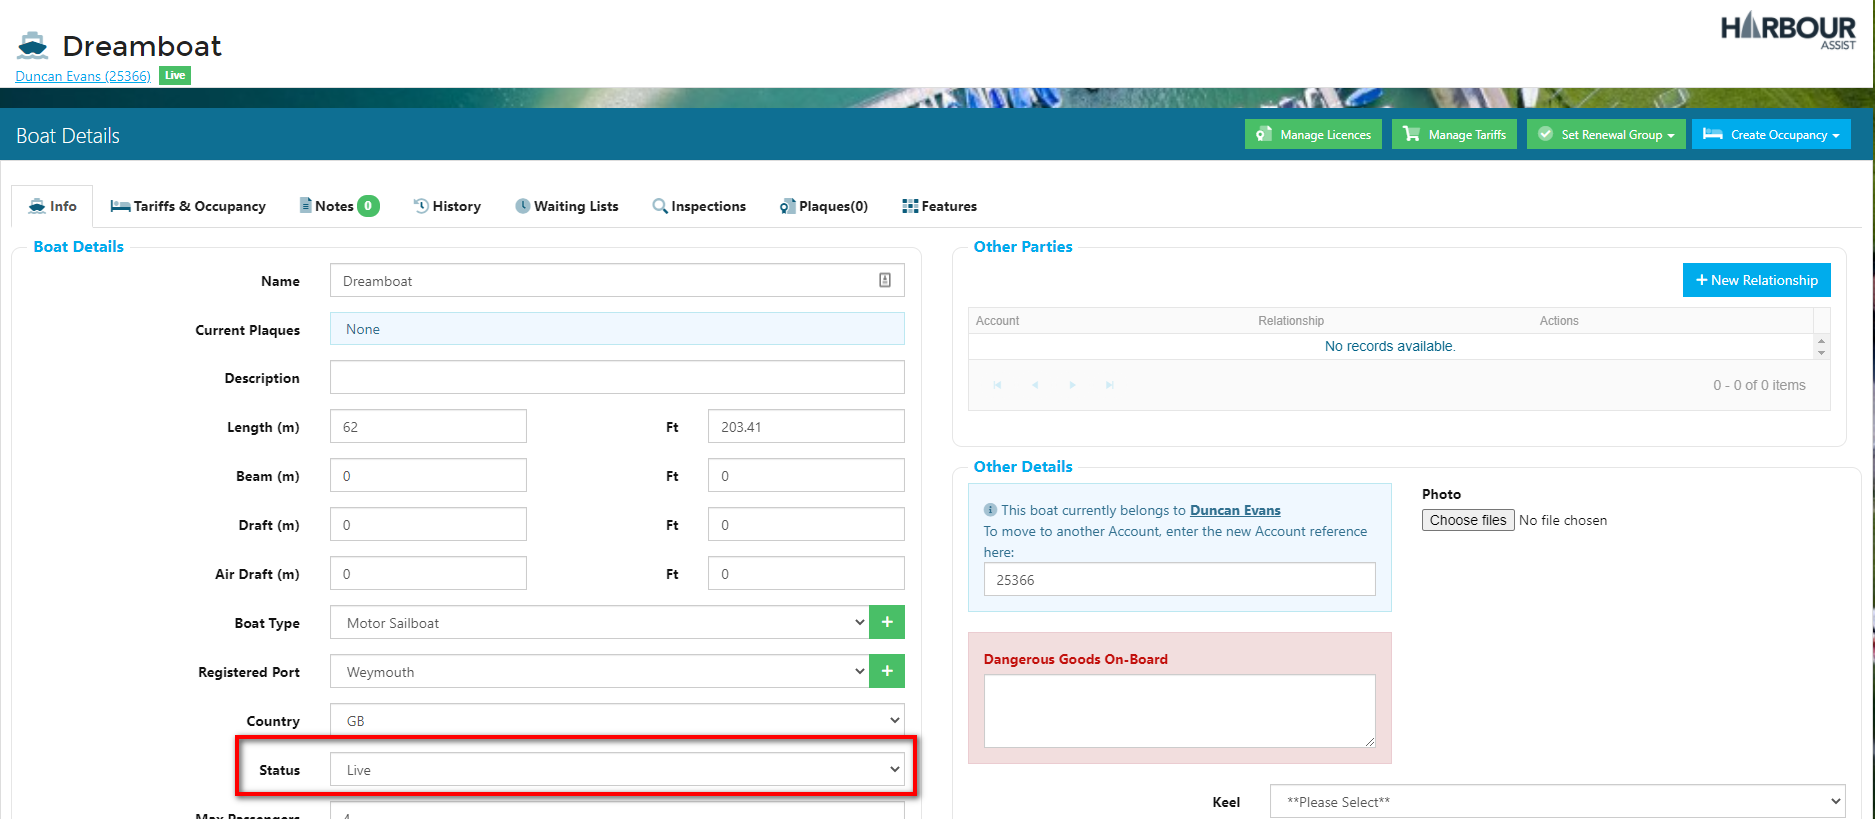 Dreamboat
HARBOUR
ASSIST
Duncan Evans (25366) Live
Boat Details
Manage Licences Manage Tariffs Set Renewal Group Create Occupancy
Info Tariffs & Occupancy Notes 0 History Waiting Lists Inspections Plaques(0) Features
Boat Details
Name Dreamboat
Current Plaques None
Description
Length (m) 62 Ft 203.41
Beam (m) 0 Ft 0
Draft (m) 0 Ft 0
Air Draft (m) 0 Ft 0
Boat Type Motor Sailboat +
Registered Port Weymouth +
Country GB
Status Live
Max Passengers 4
Other Parties
+ New Relationship
Account Relationship Actions
No records available.
0 - 0 of 0 items
Other Details
This boat currently belongs to Duncan Evans
To move to another Account, enter the new Account reference
here:
25366
Photo
Choose files No file chosen
Dangerous Goods On-Board
Keel **Please Select**